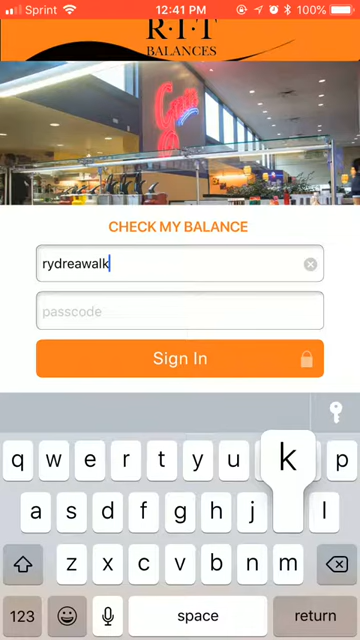 Sprint 12:41 PM 100%
R·I·T
BALANCES
CHECK MY BALANCE
rydreawalk
passcode
Sign In
q w e r t y u k p
a s d f g h j l
z x c v b n m
123 space return